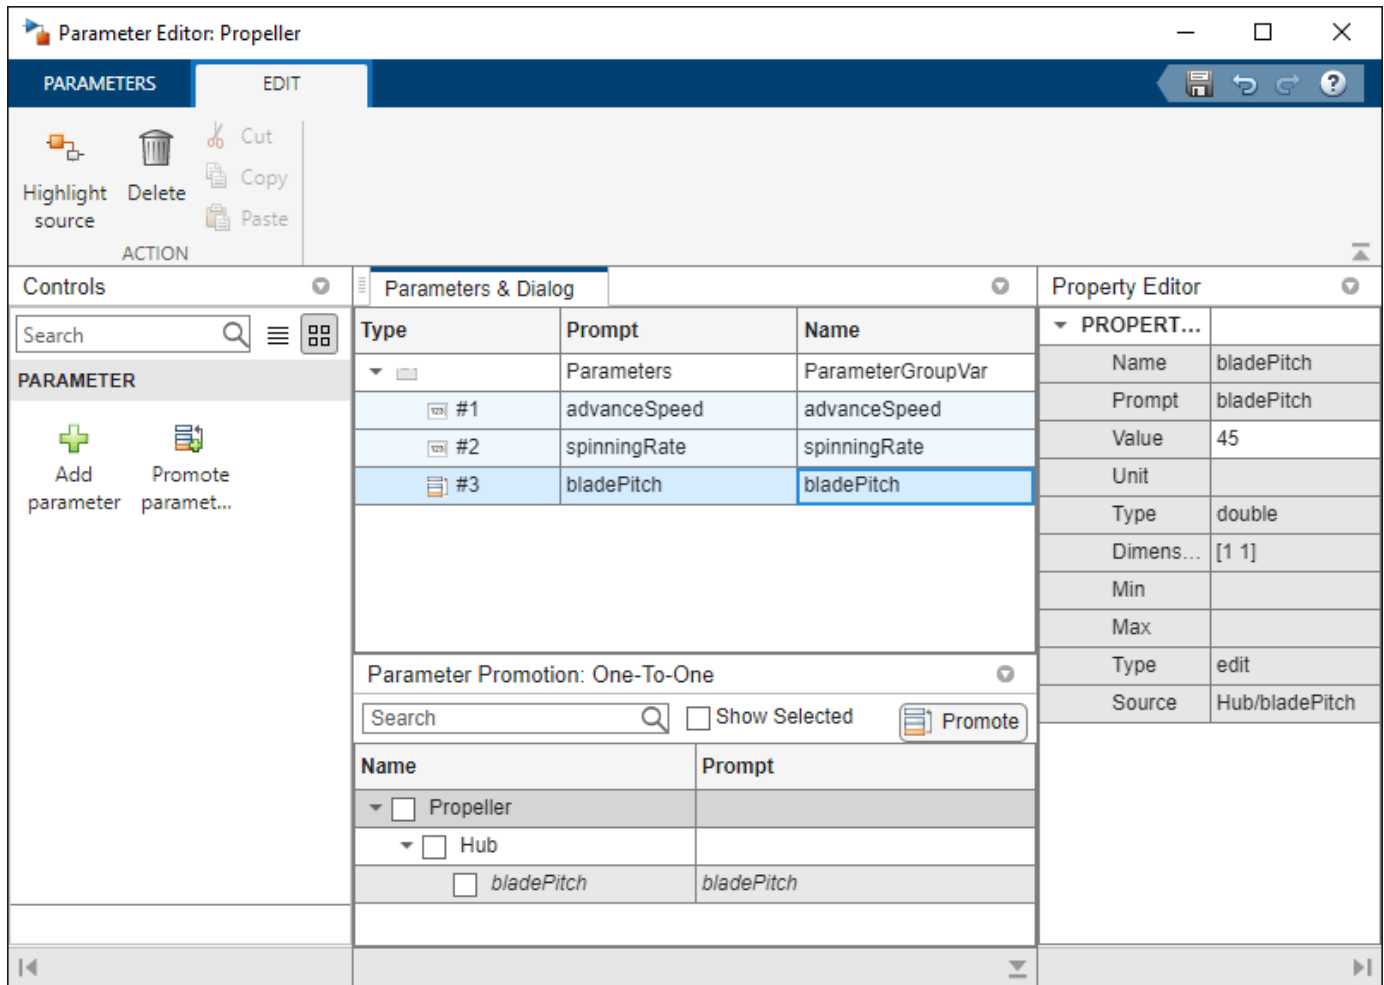 Parameter Editor: Propeller
PARAMETERS EDIT
Highlight source
Delete
Cut
Copy
Paste
ACTION
Controls
Search
PARAMETER
Add parameter
Promote paramet...
Parameters & Dialog
Type Prompt Name
Parameters ParameterGroupVar
#1 advanceSpeed advanceSpeed
#2 spinningRate spinningRate
#3 bladePitch bladePitch
Parameter Promotion: One-To-One
Search Show Selected Promote
Name Prompt
Propeller
Hub
bladePitch bladePitch
Property Editor
PROPERT...
Name bladePitch
Prompt bladePitch
Value 45
Unit
Type double
Dimens... [1 1]
Min
Max
Type edit
Source Hub/bladePitch